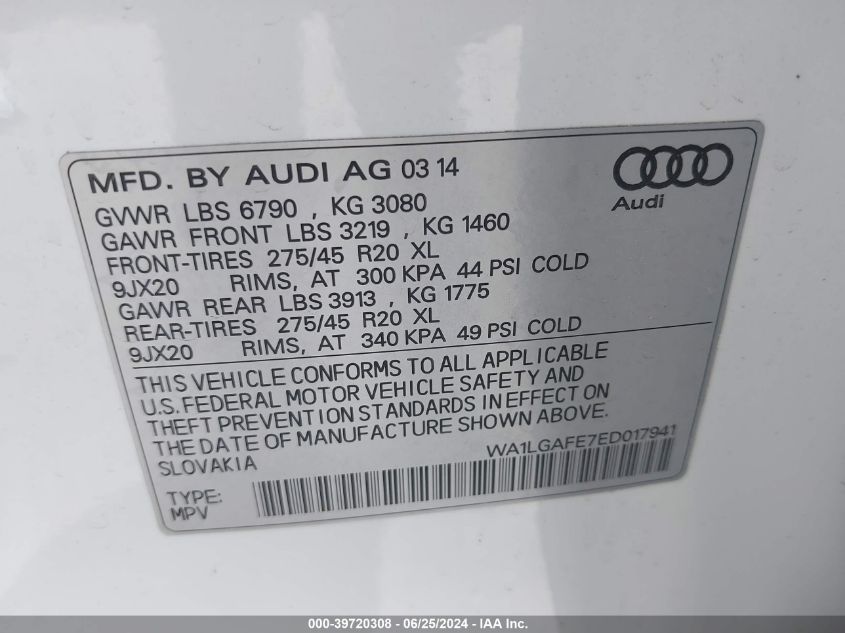 MFD. BY AUDI AG 03 14
Audi
GVWR LBS 6790 , KG 3080
GAWR FRONT LBS 3219 , KG 1460
FRONT-TIRES 275/45 R20 XL
9JX20 RIMS, AT 300 KPA 44 PSI COLD
GAWR REAR LBS 3913 , KG 1775
REAR-TIRES 275/45 R20 XL
9JX20 RIMS, AT 340 KPA 49 PSI COLD
THIS VEHICLE CONFORMS TO ALL APPLICABLE
U.S. FEDERAL MOTOR VEHICLE SAFETY AND
THEFT PREVENTION STANDARDS IN EFFECT ON
THE DATE OF MANUFACTURE SHOWN ABOVE.
SLOVAKIA
WA1LGAFE7ED017941
TYPE:
MPV
000-39720308 - 06/25/2024 - IAA Inc.